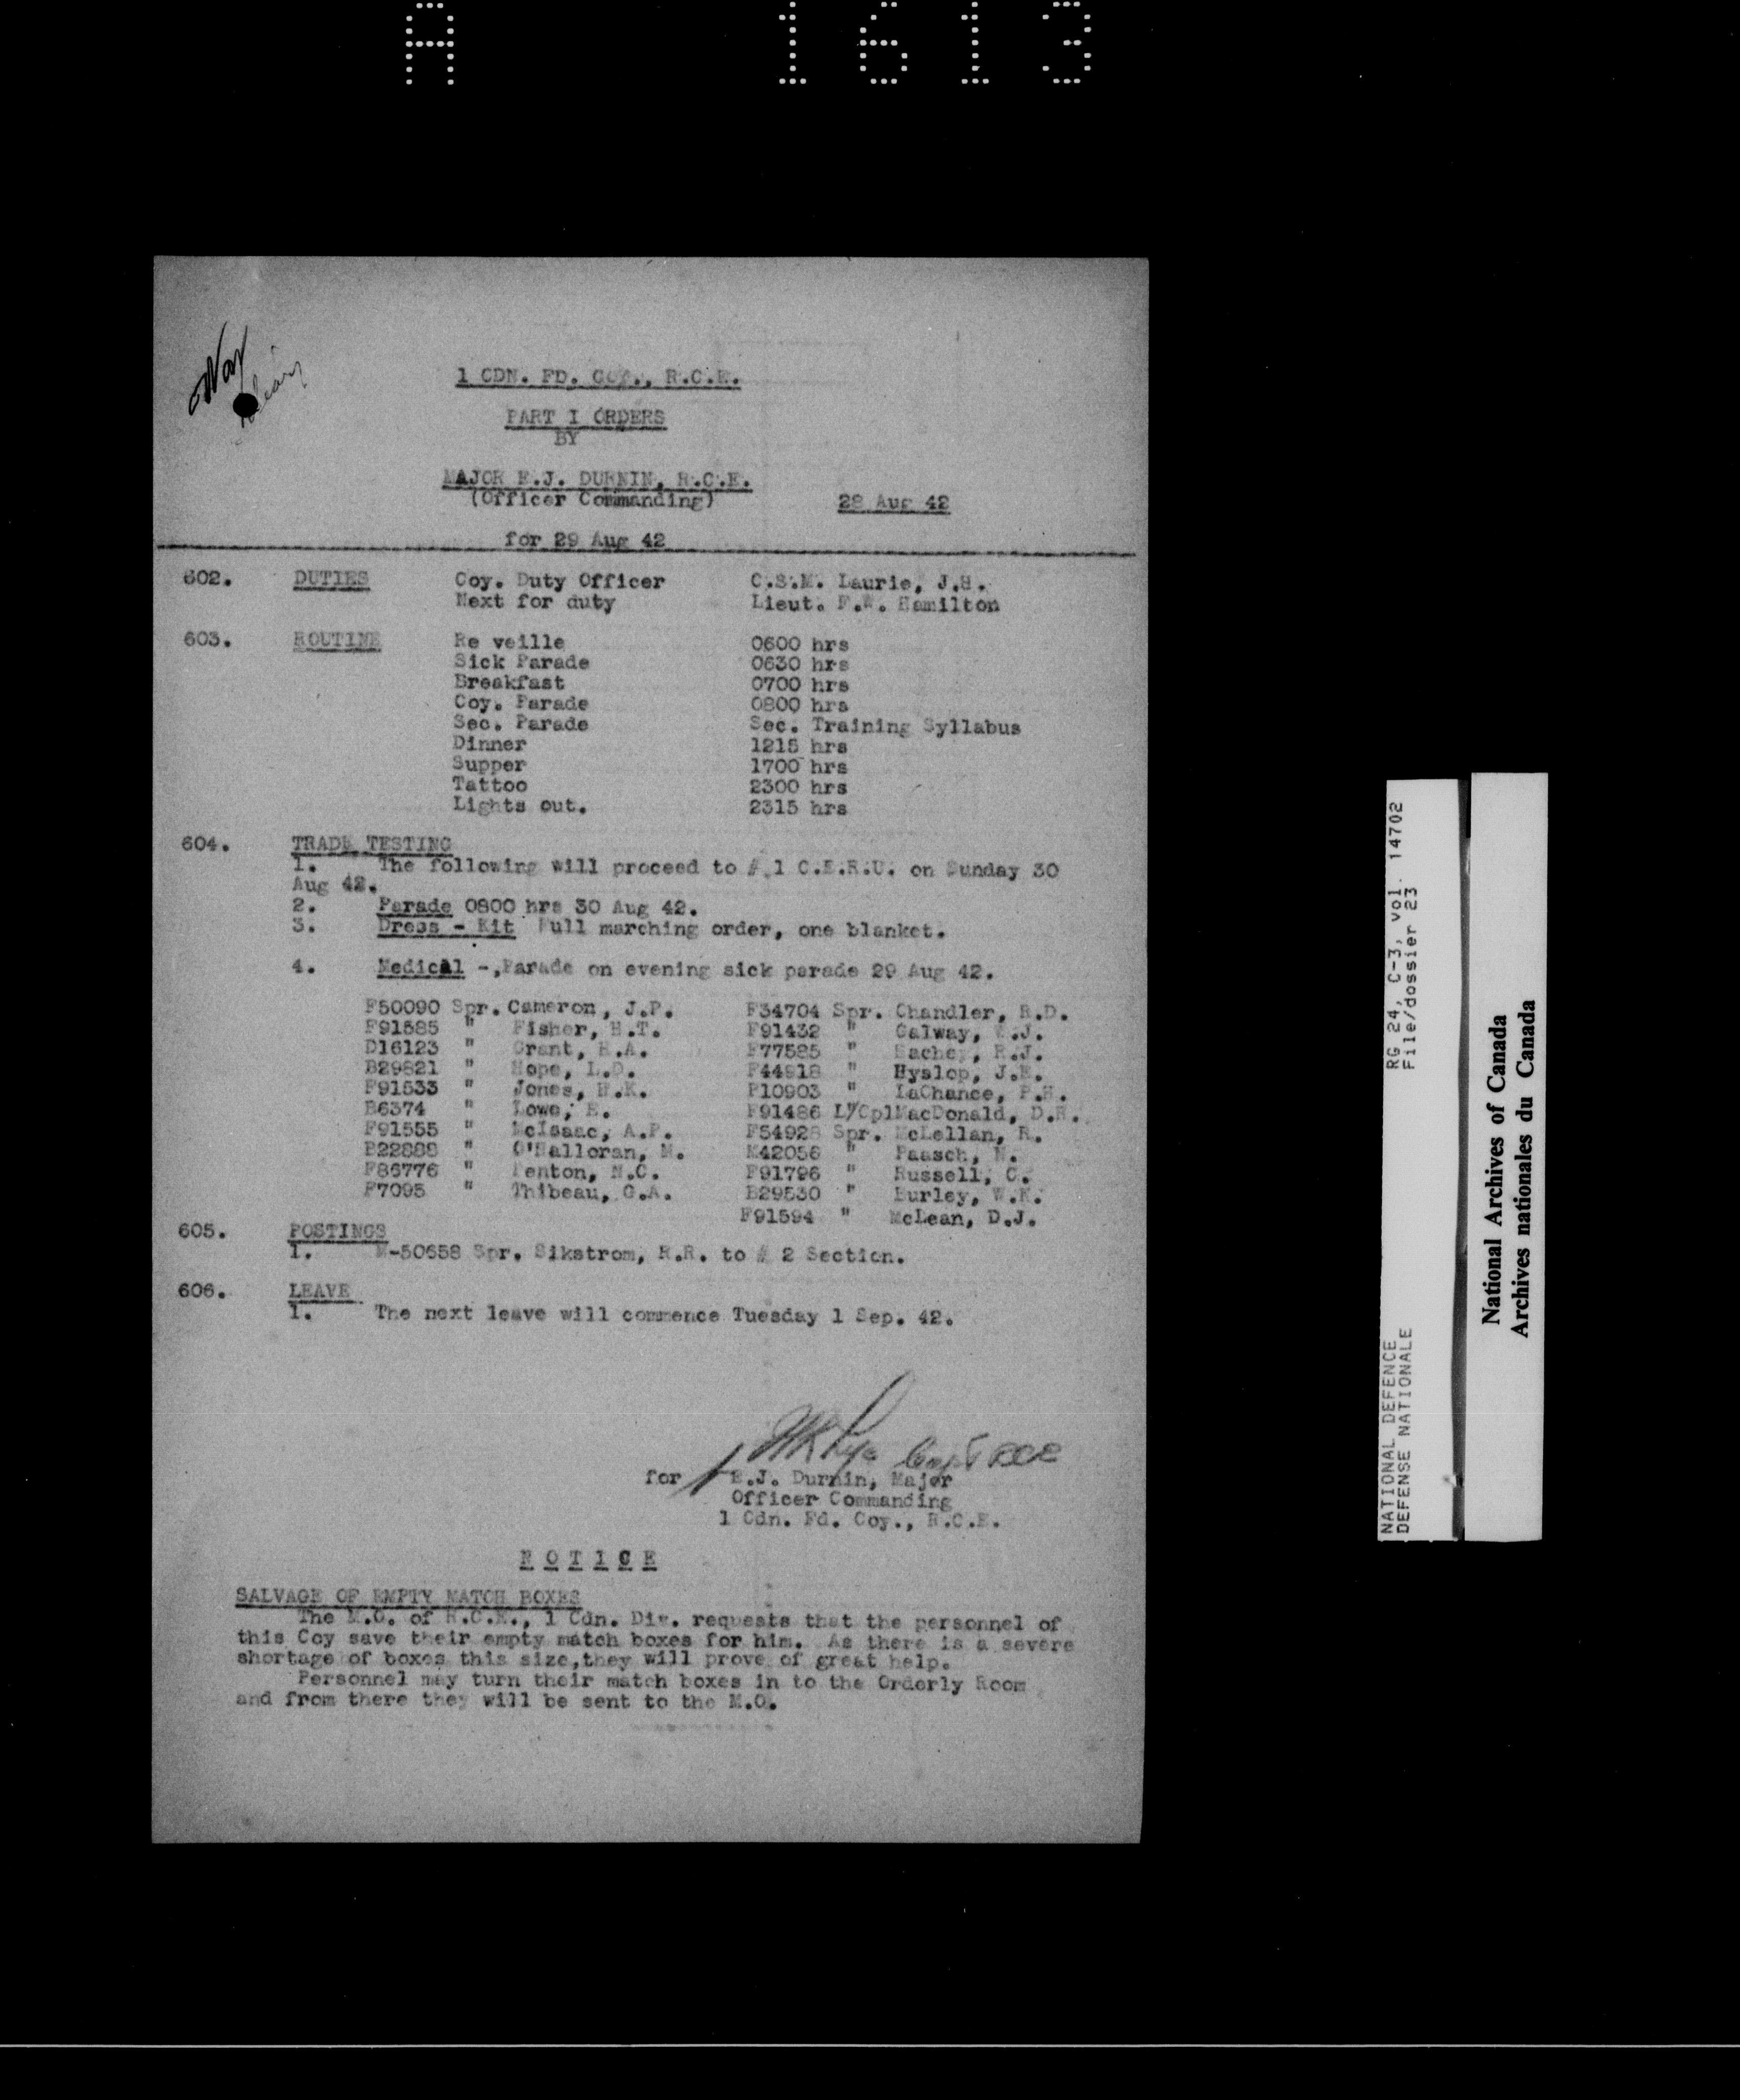 A 1613
1 CDN. FD. COY., R.C.E.
PART I ORDERS
BY
MAJOR E.J. DURNIN, R.C.E.
(Officer Commanding)
28 Aug 42
for 29 Aug 42
602. DUTIES Coy. Duty Officer C.S.M. Laurie, J.H.
Next for duty Lieut. F.W. Hamilton
603. ROUTINE Re veille 0600 hrs
Sick Parade 0630 hrs
Breakfast 0700 hrs
Coy. Parade 0800 hrs
Sec. Parade Sec. Training Syllabus
Dinner 1215 hrs
Supper 1700 hrs
Tattoo 2300 hrs
Lights out. 2315 hrs
604. TRADE TESTING
1. The following will proceed to # 1 C.E.R.U. on Sunday 30
Aug 42.
2. Parade 0800 hrs 30 Aug 42.
3. Dress - Kit Full marching order, one blanket.
4. Medical -,Parade on evening sick parade 29 Aug 42.
F50090 Spr. Cameron, J.P. F34704 Spr. Chandler, R.D.
F91585 " Fisher, H.T. F91432 " Galway, W.J.
D16123 " Grant, H.A. F77585 " Hachey, R.J.
B29821 " Hope, L.D. F44918 " Hyslop, J.E.
F91533 " Jones, H.K. P10903 " LaChance, P.H.
B6374 " Lowe, E. F91486 L/CplMacDonald, D.R.
F91555 " McIsaac, A.P. F54928 Spr. McLellan, R.
B22888 " O'Halloran, M. K42056 " Paasch, N.
F86776 " Penton, N.C. F91796 " Russell, C.
F7095 " Thibeau, G.A. B29530 " Burley, W.K.
F91594 " McLean, D.J.
605. POSTINGS
1. M-50658 Spr. Sikstrom, R.R. to # 2 Section.
606. LEAVE
1. The next leave will commence Tuesday 1 Sep. 42.
Capt RCE
for E.J. Durnin, Major
Officer Commanding
1 Cdn. Fd. Coy., R.C.E.
N O T I C E
SALVAGE OF EMPTY MATCH BOXES
The M.O. of R.C.E., 1 Cdn. Div. requests that the personnel of
this Coy save their empty match boxes for him. As there is a severe
shortage of boxes this size,they will prove of great help.
Personnel may turn their match boxes in to the Orderly Room
and from there they will be sent to the M.O.
NATIONAL DEFENCE RG 24, C-3, vol. 14702
DEFENSE NATIONALE File/dossier 23
National Archives of Canada
Archives nationales du Canada